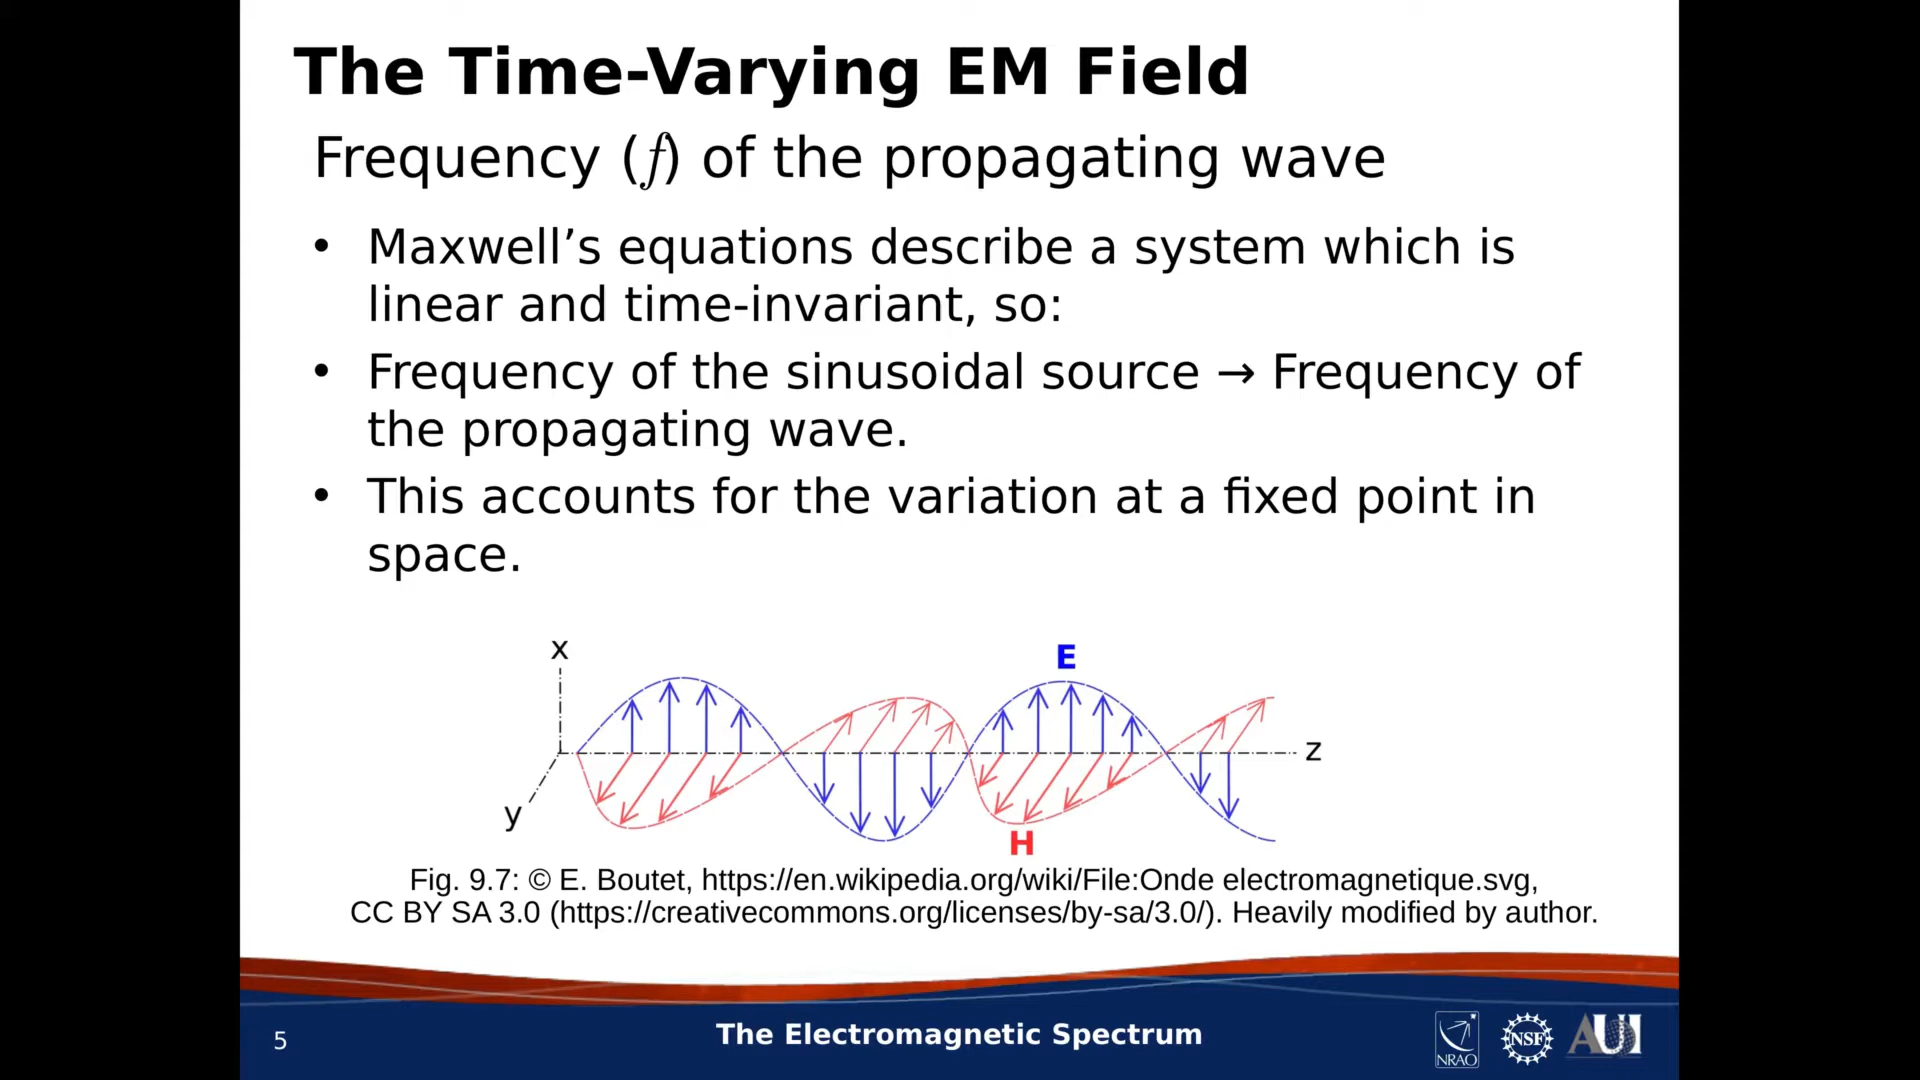 The Time-Varying EM Field
Frequency (f) of the propagating wave
• Maxwell’s equations describe a system which is
linear and time-invariant, so:
• Frequency of the sinusoidal source → Frequency of
the propagating wave.
• This accounts for the variation at a fixed point in
space.
x
E
z
y
H
Fig. 9.7: © E. Boutet, https://en.wikipedia.org/wiki/File:Onde electromagnetique.svg,
CC BY SA 3.0 (https://creativecommons.org/licenses/by-sa/3.0/). Heavily modified by author.
5
The Electromagnetic Spectrum
NRAO
NSF
AUI